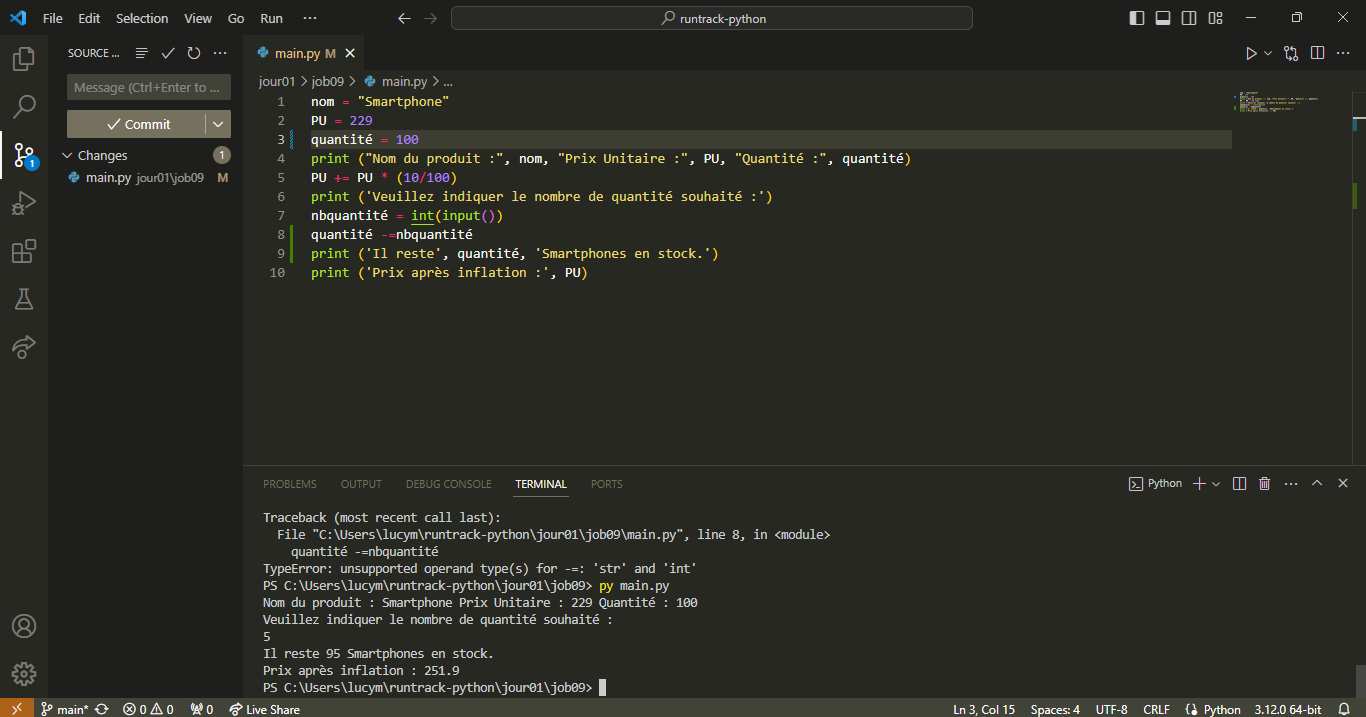 File Edit Selection View Go Run ··· runtrack-python
SOURCE ... ···
main.py M
Message (Ctrl+Enter to ...
Commit
Changes 1
main.py jour01\job09 M
1
jour01 > job09 > main.py > ...
1 nom = "Smartphone"
2 PU = 229
3 quantité = 100
4 print ("Nom du produit :", nom, "Prix Unitaire :", PU, "Quantité :", quantité)
5 PU += PU * (10/100)
6 print ('Veuillez indiquer le nombre de quantité souhaité :')
7 nbquantité = int(input())
8 quantité -=nbquantité
9 print ('Il reste', quantité, 'Smartphones en stock.')
10 print ('Prix après inflation :', PU)
PROBLEMS OUTPUT DEBUG CONSOLE TERMINAL PORTS Python
Traceback (most recent call last):
File "C:\Users\lucym\runtrack-python\jour01\job09\main.py", line 8, in <module>
quantité -=nbquantité
TypeError: unsupported operand type(s) for -=: 'str' and 'int'
PS C:\Users\lucym\runtrack-python\jour01\job09> py main.py
Nom du produit : Smartphone Prix Unitaire : 229 Quantité : 100
Veuillez indiquer le nombre de quantité souhaité :
5
Il reste 95 Smartphones en stock.
Prix après inflation : 251.9
PS C:\Users\lucym\runtrack-python\jour01\job09>
main* 0 0 0 Live Share Ln 3, Col 15 Spaces: 4 UTF-8 CRLF Python 3.12.0 64-bit